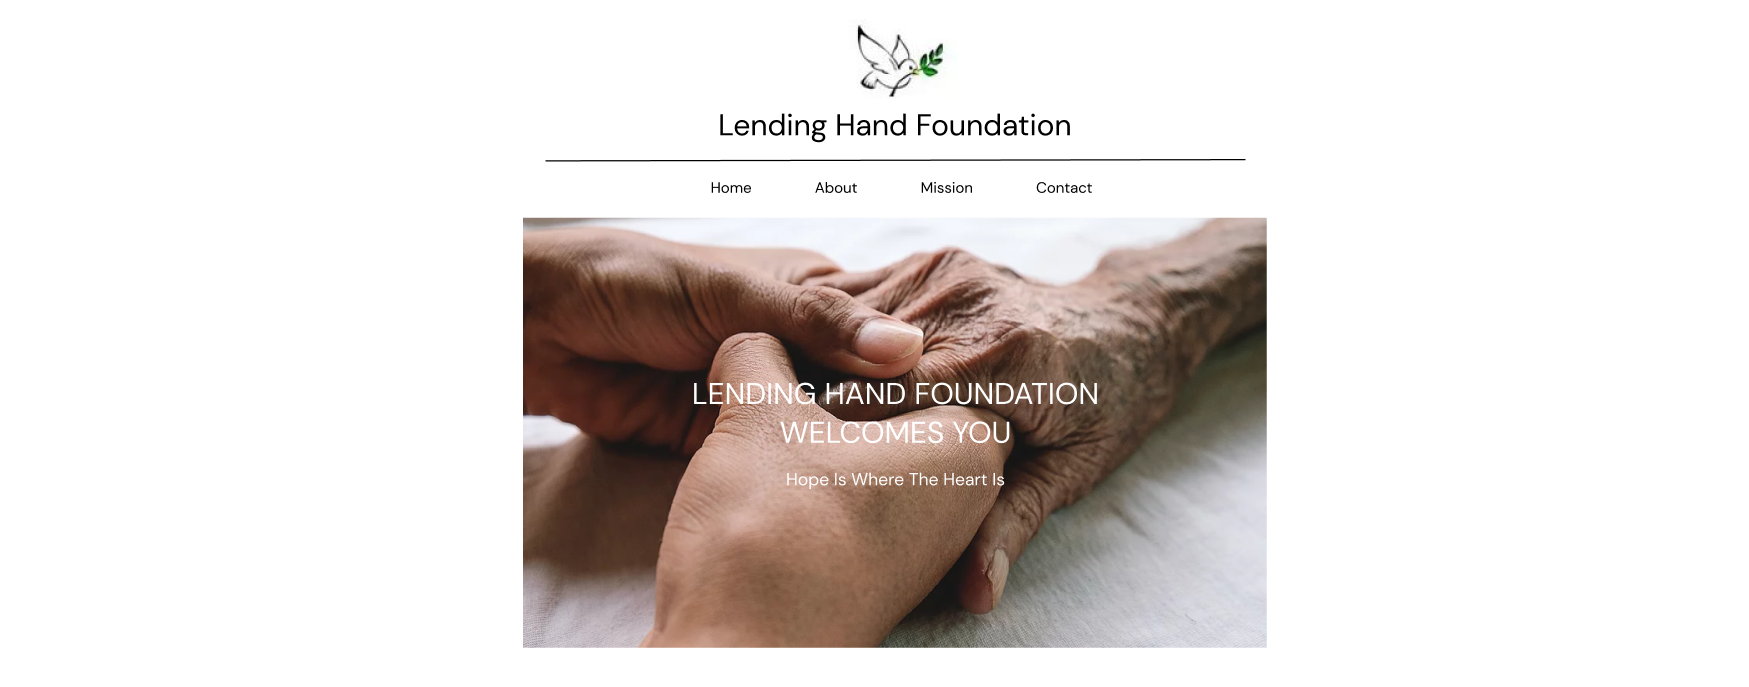 Lending Hand Foundation
Home About Mission Contact
LENDING HAND FOUNDATION
WELCOMES YOU
Hope Is Where The Heart Is